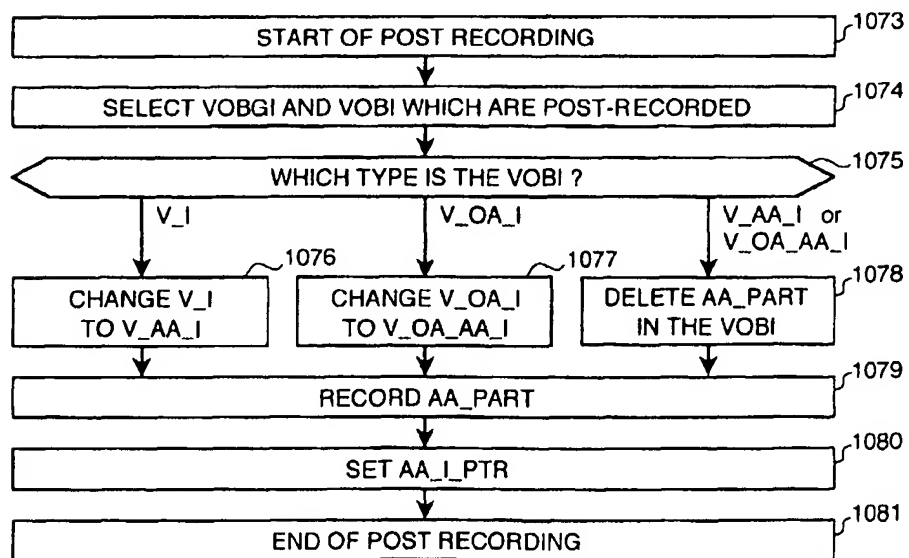 START OF POST RECORDING
1073
SELECT VOBGI AND VOBI WHICH ARE POST-RECORDED
1074
WHICH TYPE IS THE VOBI ?
1075
V_I
V_OA_I
V_AA_I or
V_OA_AA_I
1076
1077
1078
CHANGE V_I
TO V_AA_I
CHANGE V_OA_I
TO V_OA_AA_I
DELETE AA_PART
IN THE VOBI
1079
RECORD AA_PART
1080
SET AA_I_PTR
1081
END OF POST RECORDING